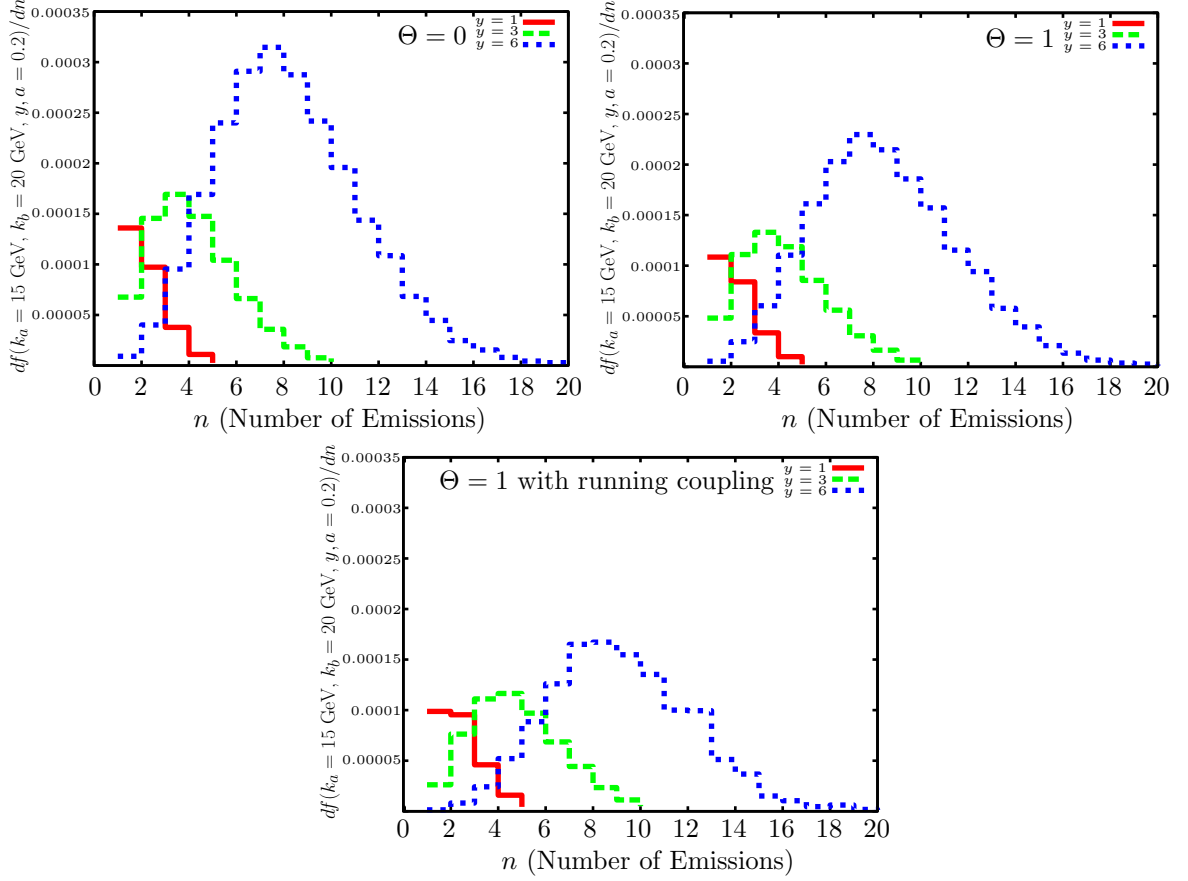 df(k_a = 15 GeV, k_b = 20 GeV, y, a = 0.2)/dn
0.00035
0.0003
0.00025
0.0002
0.00015
0.0001
0.00005
Θ = 0
y = 1
y = 3
y = 6
0 2 4 6 8 10 12 14 16 18 20
n (Number of Emissions)
df(k_a = 15 GeV, k_b = 20 GeV, y, a = 0.2)/dn
0.00035
0.0003
0.00025
0.0002
0.00015
0.0001
0.00005
Θ = 1
y = 1
y = 3
y = 6
0 2 4 6 8 10 12 14 16 18 20
n (Number of Emissions)
df(k_a = 15 GeV, k_b = 20 GeV, y, a = 0.2)/dn
0.00035
0.0003
0.00025
0.0002
0.00015
0.0001
0.00005
Θ = 1 with running coupling
y = 1
y = 3
y = 6
0 2 4 6 8 10 12 14 16 18 20
n (Number of Emissions)